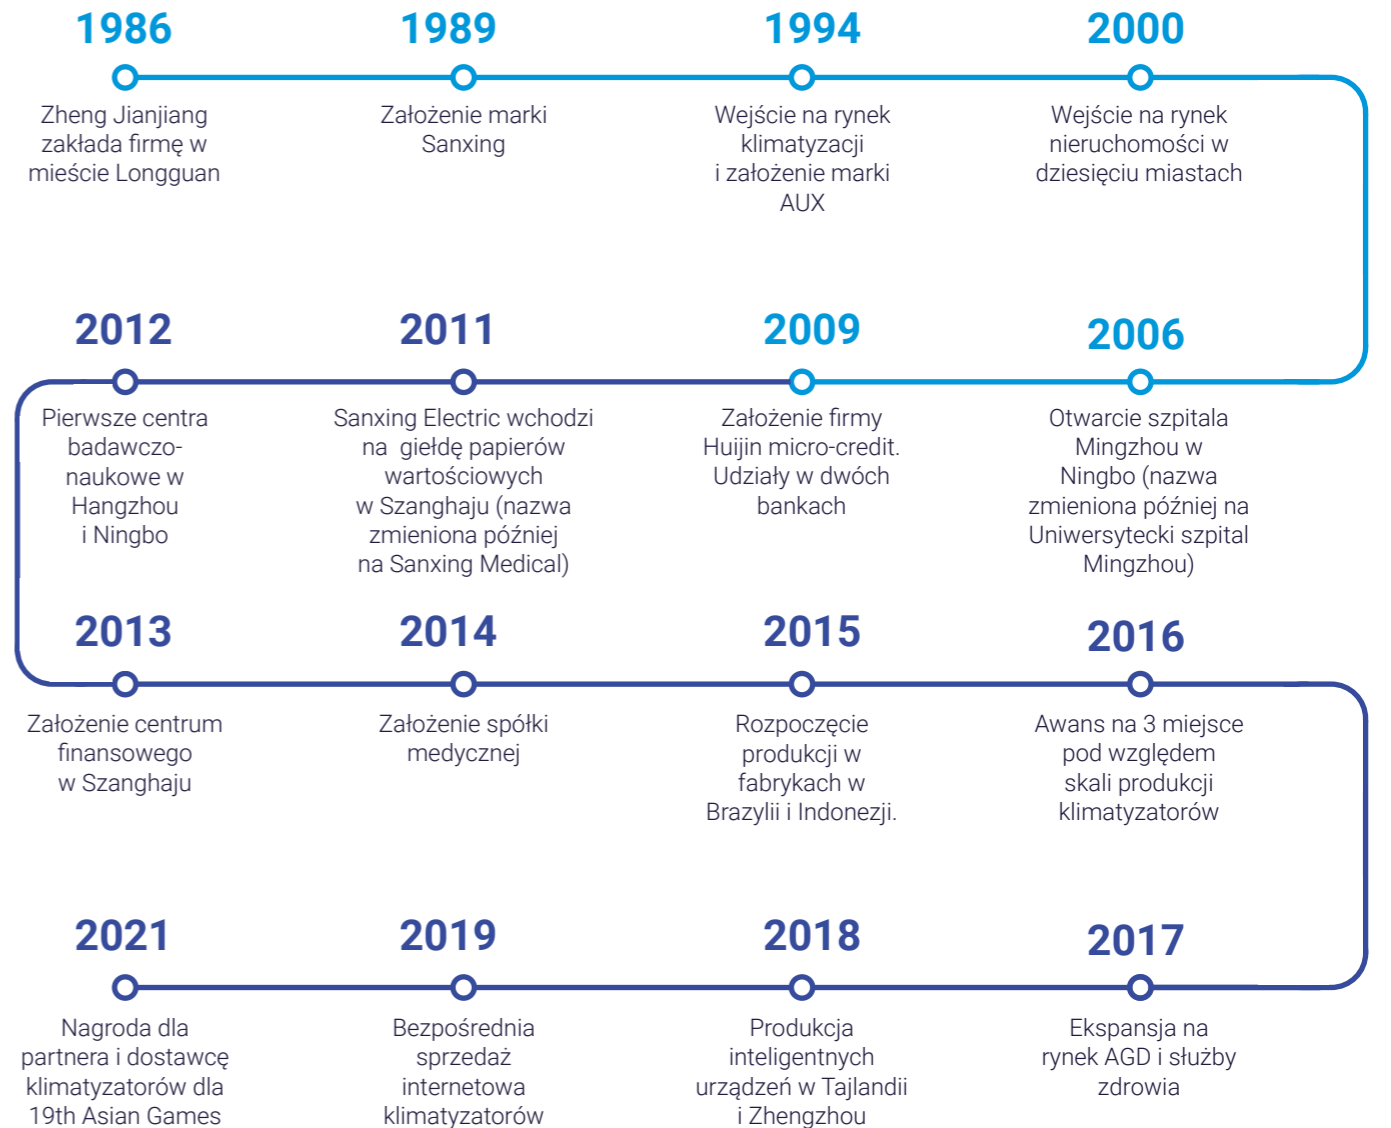 1986
Zheng Jianjiang
zakłada firmę w
mieście Longguan
1989
Założenie marki
Sanxing
1994
Wejście na rynek
klimatyzacji
i założenie marki
AUX
2000
Wejście na rynek
nieruchomości w
dziesięciu miastach
2006
Otwarcie szpitala
Mingzhou w
Ningbo (nazwa
zmieniona później na
Uniwersytecki szpital
Mingzhou)
2009
Założenie firmy
Huijin micro-credit.
Udziały w dwóch
bankach
2011
Sanxing Electric wchodzi
na giełdę papierów
wartościowych
w Szanghaju (nazwa
zmieniona później
na Sanxing Medical)
2012
Pierwsze centra
badawczo-
naukowe w
Hangzhou
i Ningbo
2013
Założenie centrum
finansowego
w Szanghaju
2014
Założenie spółki
medycznej
2015
Rozpoczęcie
produkcji w
fabrykach w
Brazylii i Indonezji.
2016
Awans na 3 miejsce
pod względem
skali produkcji
klimatyzatorów
2017
Ekspansja na
rynek AGD i służby
zdrowia
2018
Produkcja
inteligentnych
urządzeń w Tajlandii
i Zhengzhou
2019
Bezpośrednia
sprzedaż
internetowa
klimatyzatorów
2021
Nagroda dla
partnera i dostawcę
klimatyzatorów dla
19th Asian Games